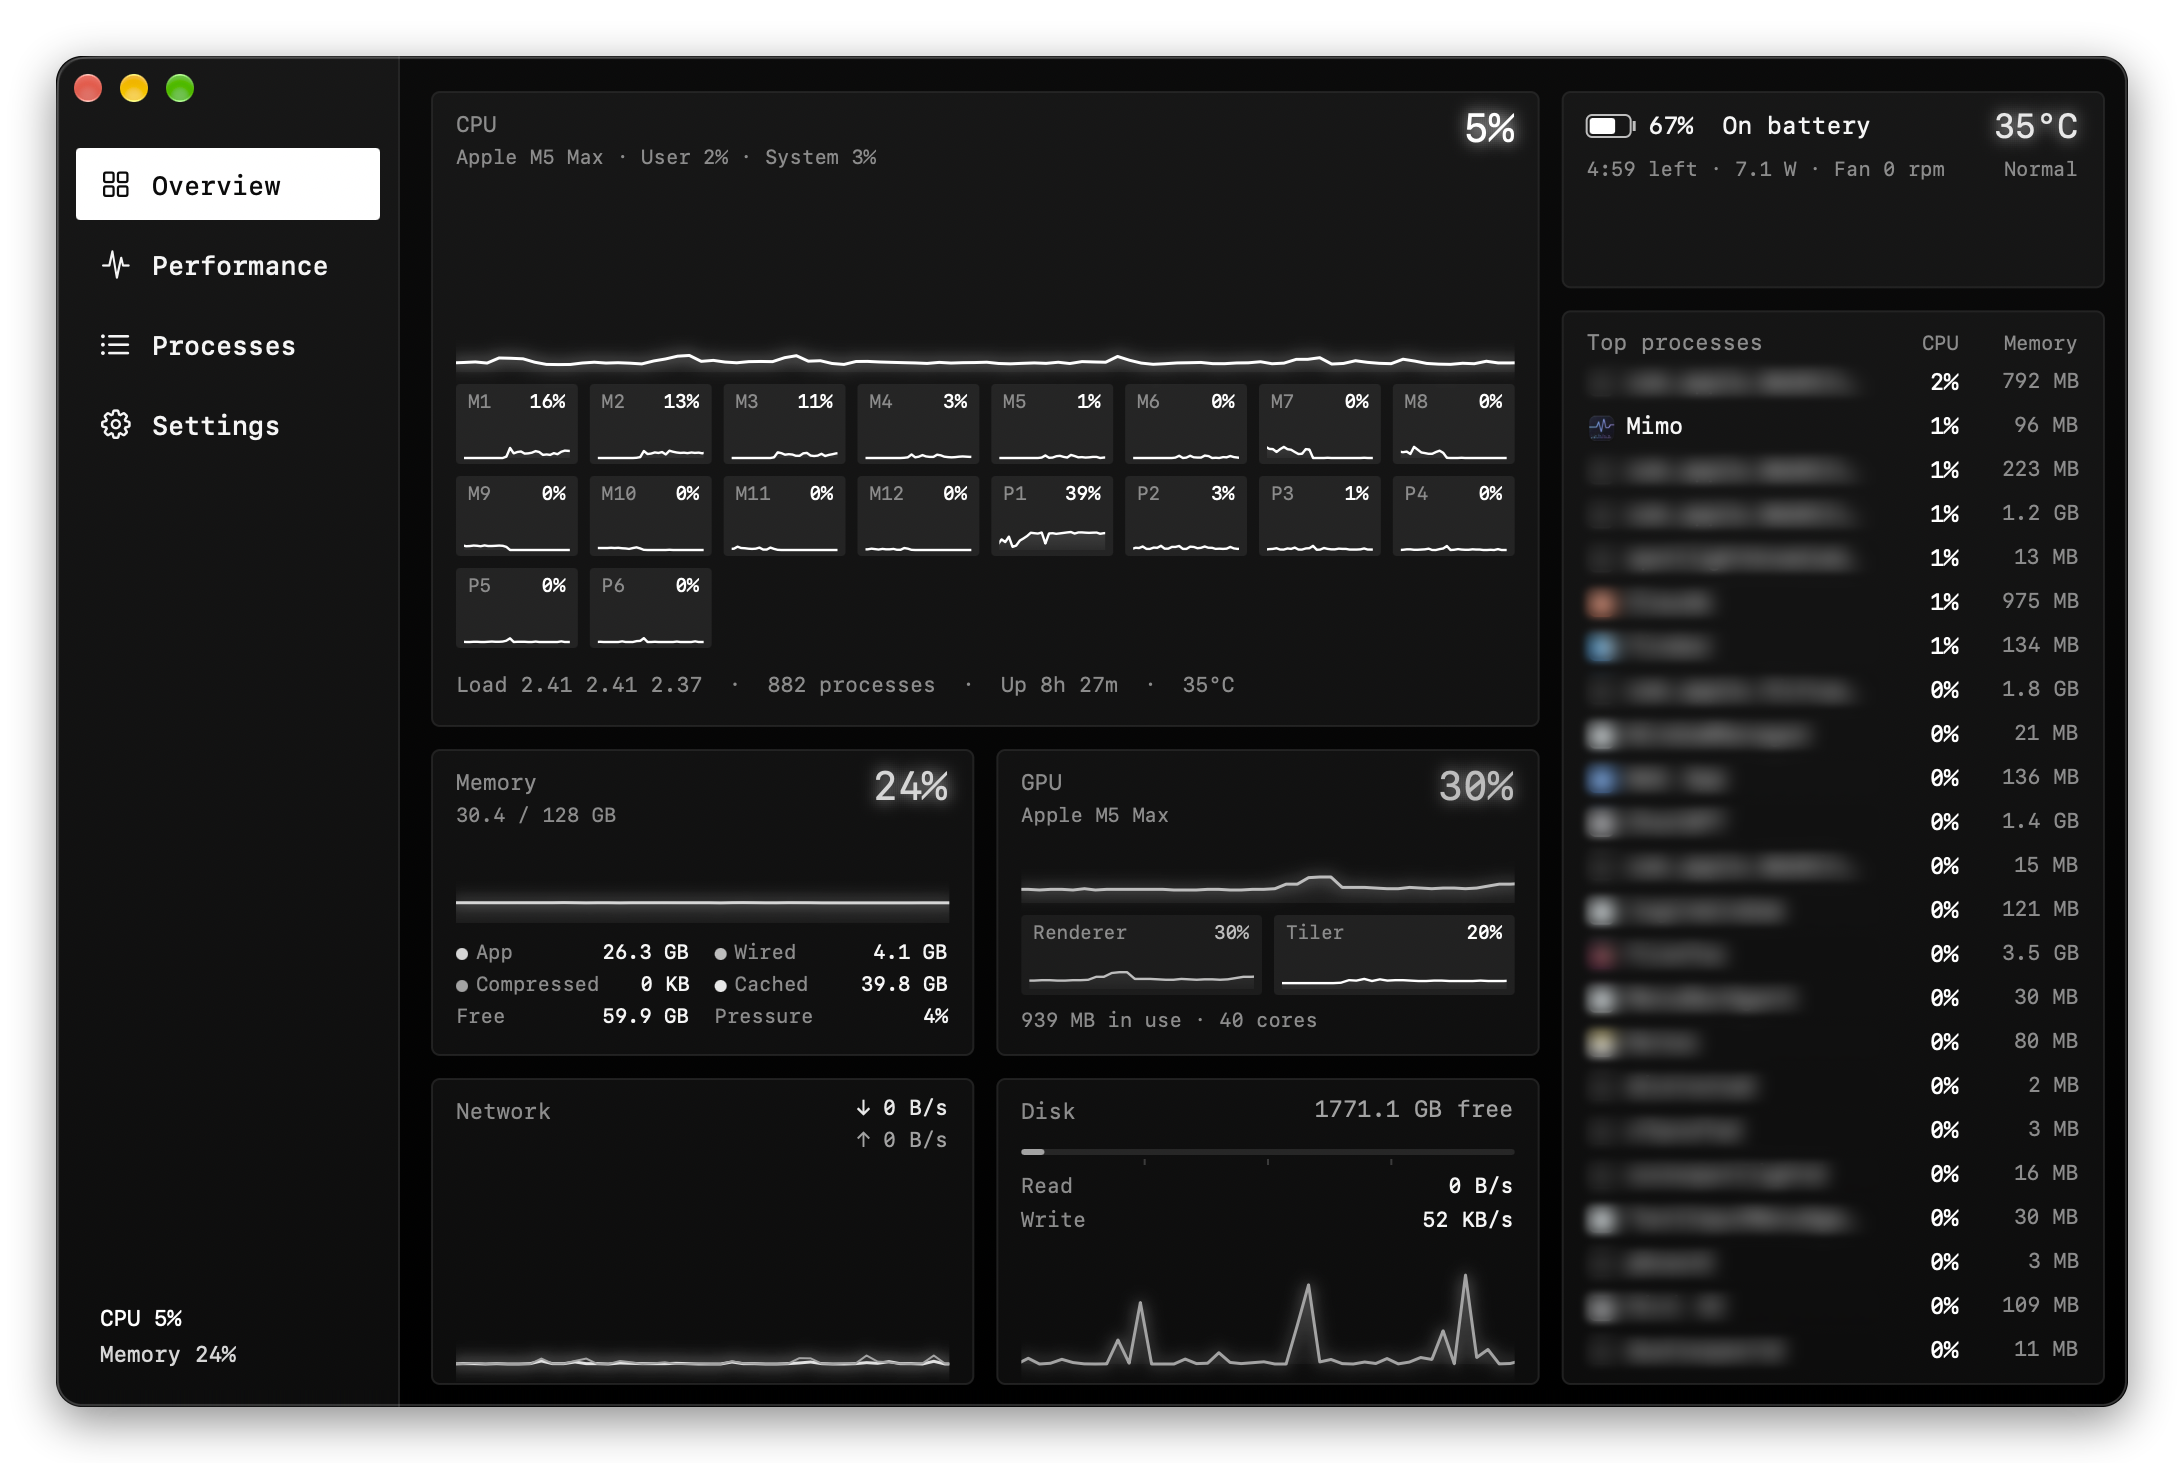 Overview
Performance
Processes
Settings
CPU 5%
Memory 24%
CPU 5%
Apple M5 Max · User 2% · System 3%
M1 16% M2 13% M3 11% M4 3% M5 1% M6 0% M7 0% M8 0%
M9 0% M10 0% M11 0% M12 0% P1 39% P2 3% P3 1% P4 0%
P5 0% P6 0%
Load 2.41 2.41 2.37 · 882 processes · Up 8h 27m · 35°C
Memory 24%
30.4 / 128 GB
App 26.3 GB Wired 4.1 GB
Compressed 0 KB Cached 39.8 GB
Free 59.9 GB Pressure 4%
GPU 30%
Apple M5 Max
Renderer 30% Tiler 20%
939 MB in use · 40 cores
Network ↓ 0 B/s
↑ 0 B/s
Disk 1771.1 GB free
Read 0 B/s
Write 52 KB/s
67% On battery 35°C
4:59 left · 7.1 W · Fan 0 rpm Normal
Top processes CPU Memory
2% 792 MB
Mimo 1% 96 MB
1% 223 MB
1% 1.2 GB
1% 13 MB
1% 975 MB
1% 134 MB
0% 1.8 GB
0% 21 MB
0% 136 MB
0% 1.4 GB
0% 15 MB
0% 121 MB
0% 3.5 GB
0% 30 MB
0% 80 MB
0% 2 MB
0% 3 MB
0% 16 MB
0% 30 MB
0% 3 MB
0% 109 MB
0% 11 MB